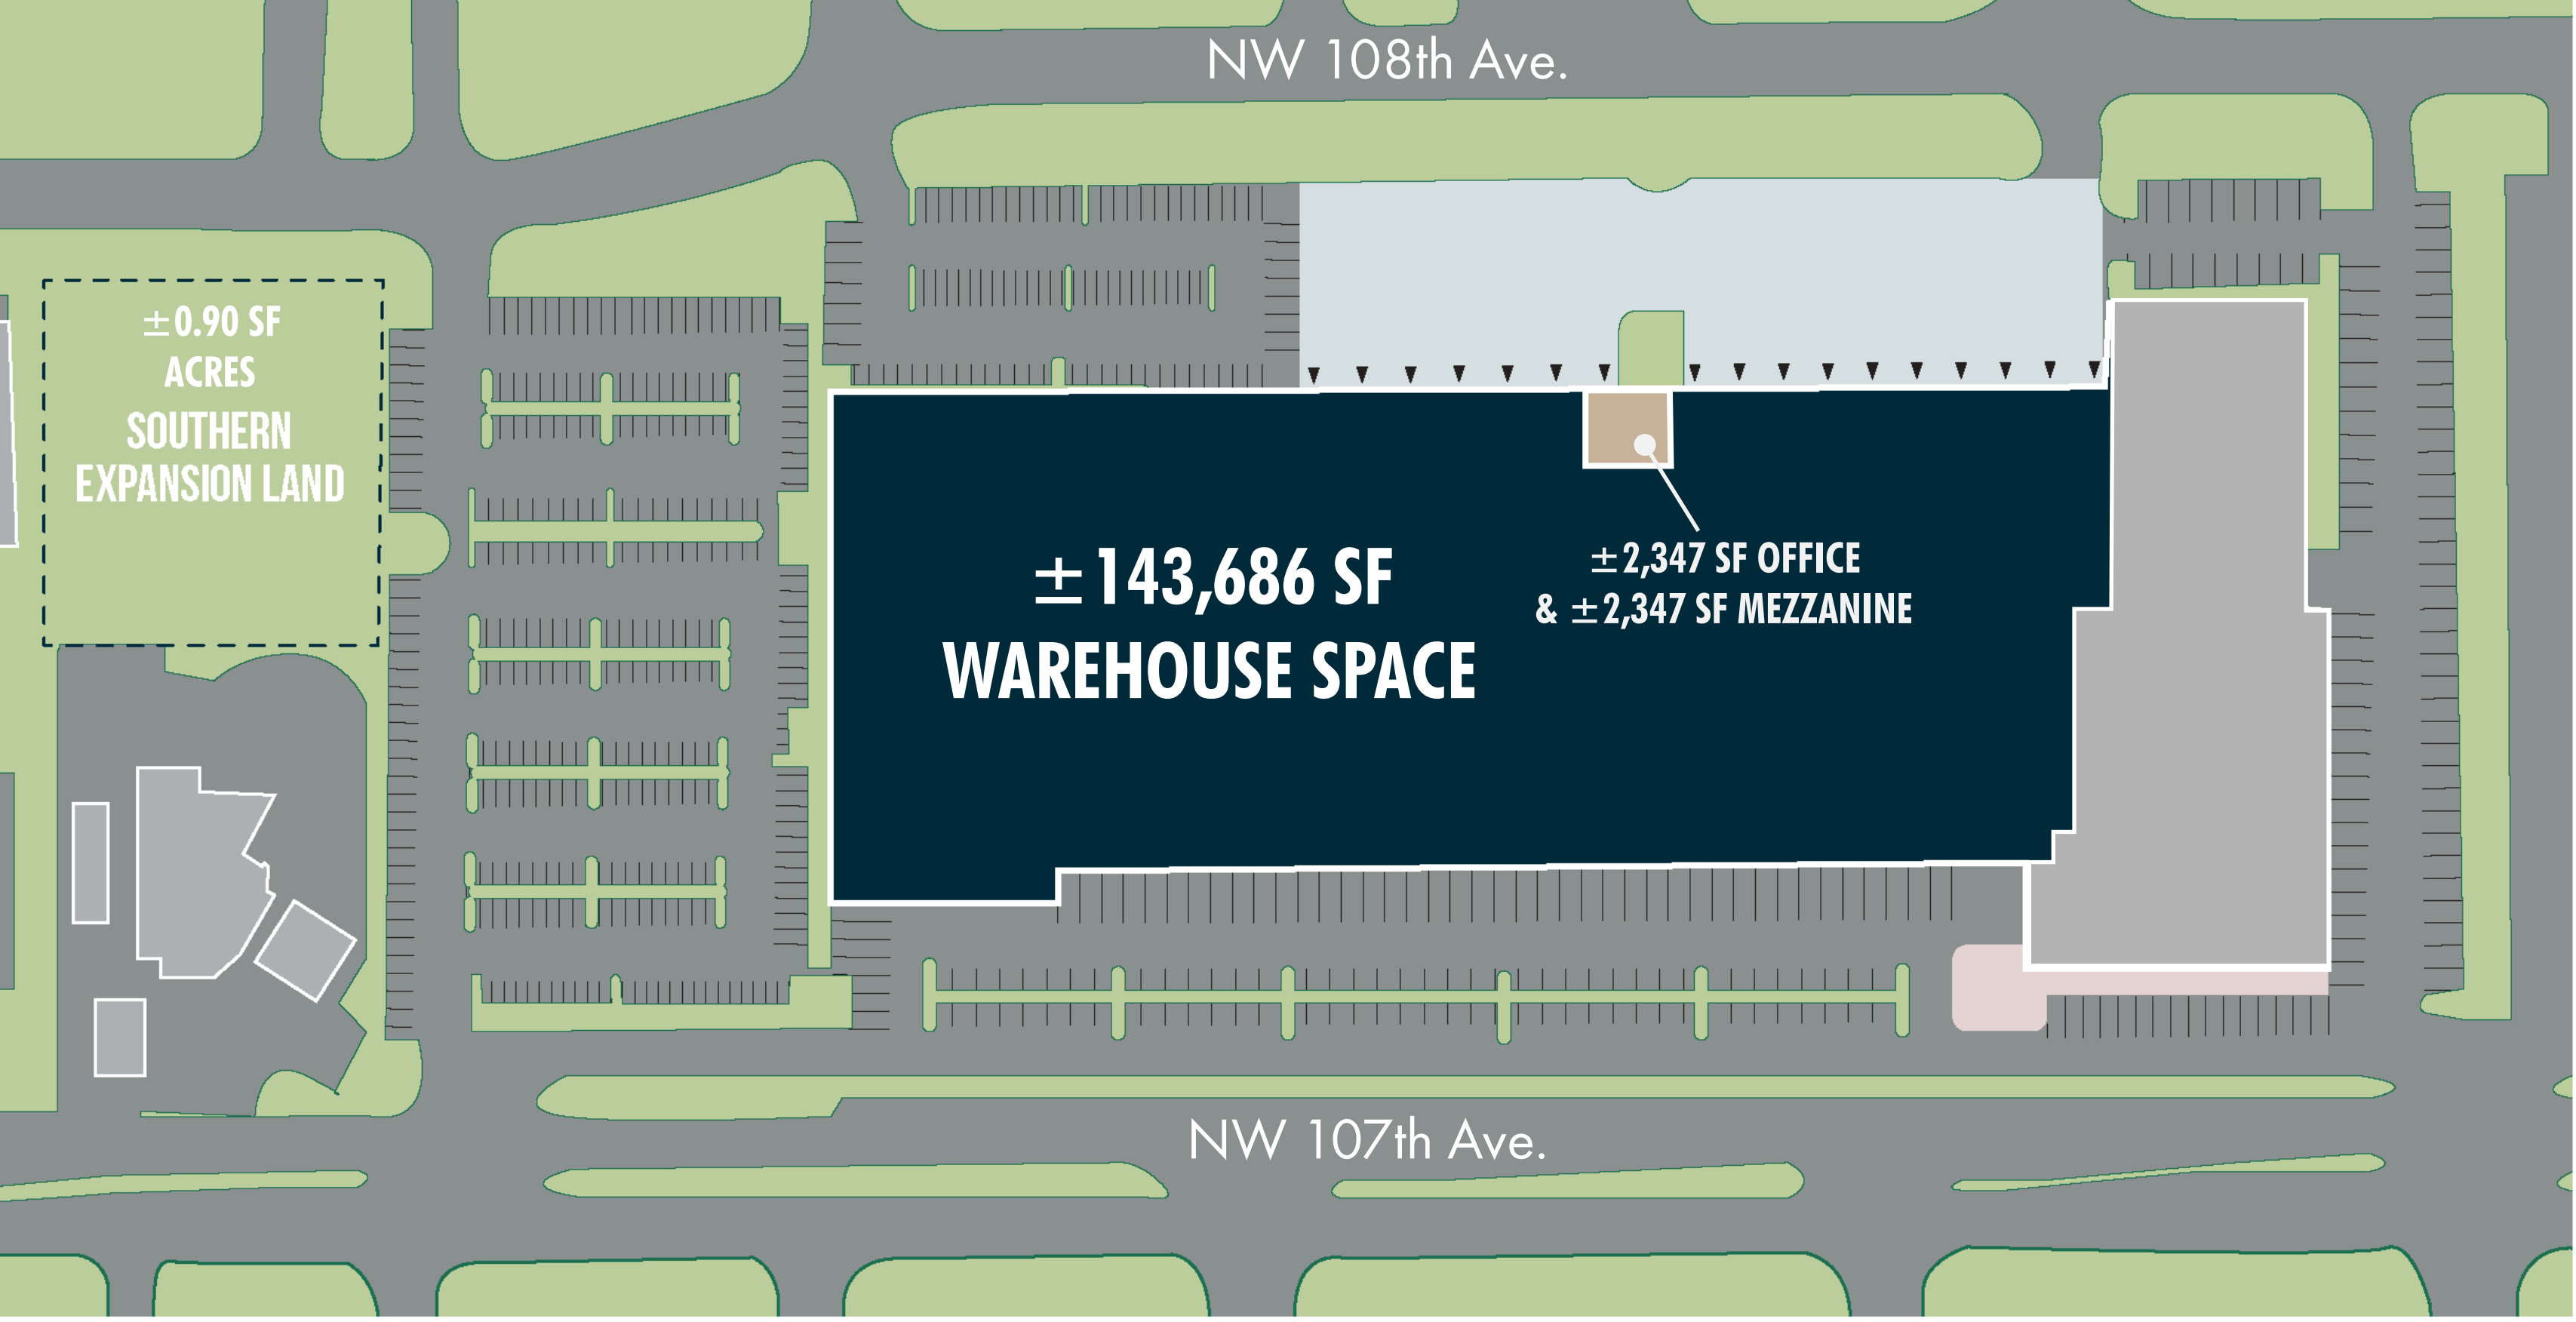 NW 108th Ave.
±0.90 SF
ACRES
SOUTHERN
EXPANSION LAND
±143,686 SF
WAREHOUSE SPACE
±2,347 SF OFFICE
& ±2,347 SF MEZZANINE
NW 107th Ave.